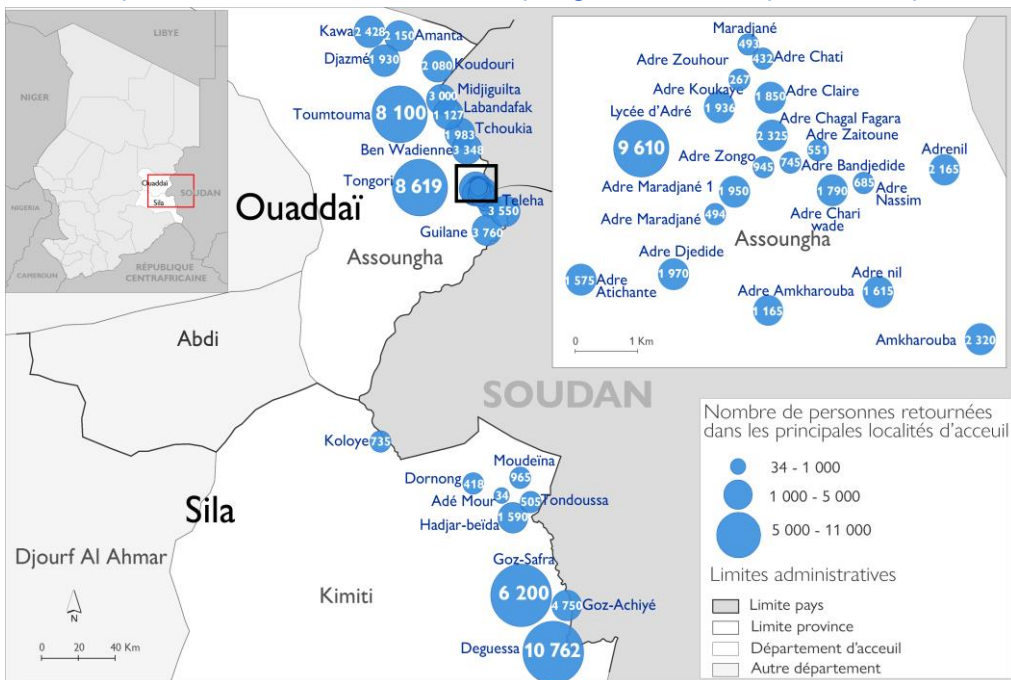 LIBYE
NIGER
Ouaddaï
SOUDAN
Sila
NIGERIA
CAMEROUN
RÉPUBLIQUE
CENTRAFRICAINE
Kawa
2 428
2 150
Amanta
Djazmé
1 930
2 080
Koudouri
3 000
Midjiguilta
Toumtouma
8 100
1 127
Labandafak
1 983
Tchoukia
Ben Wadienne
3 348
Tongori
8 619
Teleha
3 550
Guilane
3 760
Ouaddaï
Assoungha
Abdi
SOUDAN
Maradjané
493
432
Adre Chati
Adre Zouhour
267
Adre Koukaye
1 936
1 850
Adre Claire
Lycée d'Adré
9 610
Adre Chagal Fagara
2 325
Adre Zaitoune
551
Adre Zongo
945
745
Adre Bandjedide
Adrenil
2 165
Adre Maradjané 1
1 950
1 790
685
Adre
Nassim
Adre Chari
wade
Adre Maradjané
494
Assoungha
Adre Djedide
1 970
1 575
Adre
Atichante
Adre Amkharouba
1 165
Adre nil
1 615
Amkharouba
2 320
0 1 Km
Koloye
735
Moudeïna
965
Dornong
418
Adé Mour
34
505
Tondoussa
Hadjar-beïda
1 590
Sila
Djourf Al Ahmar
Kimiti
Goz-Safra
6 200
4 750
Goz-Achiyé
Deguessa
10 762
N
0 20 40 Km
Nombre de personnes retournées
dans les principales localités d'acceuil
34 - 1 000
1 000 - 5 000
5 000 - 11 000
Limites administratives
Limite pays
Limite province
Département d'acceuil
Autre département